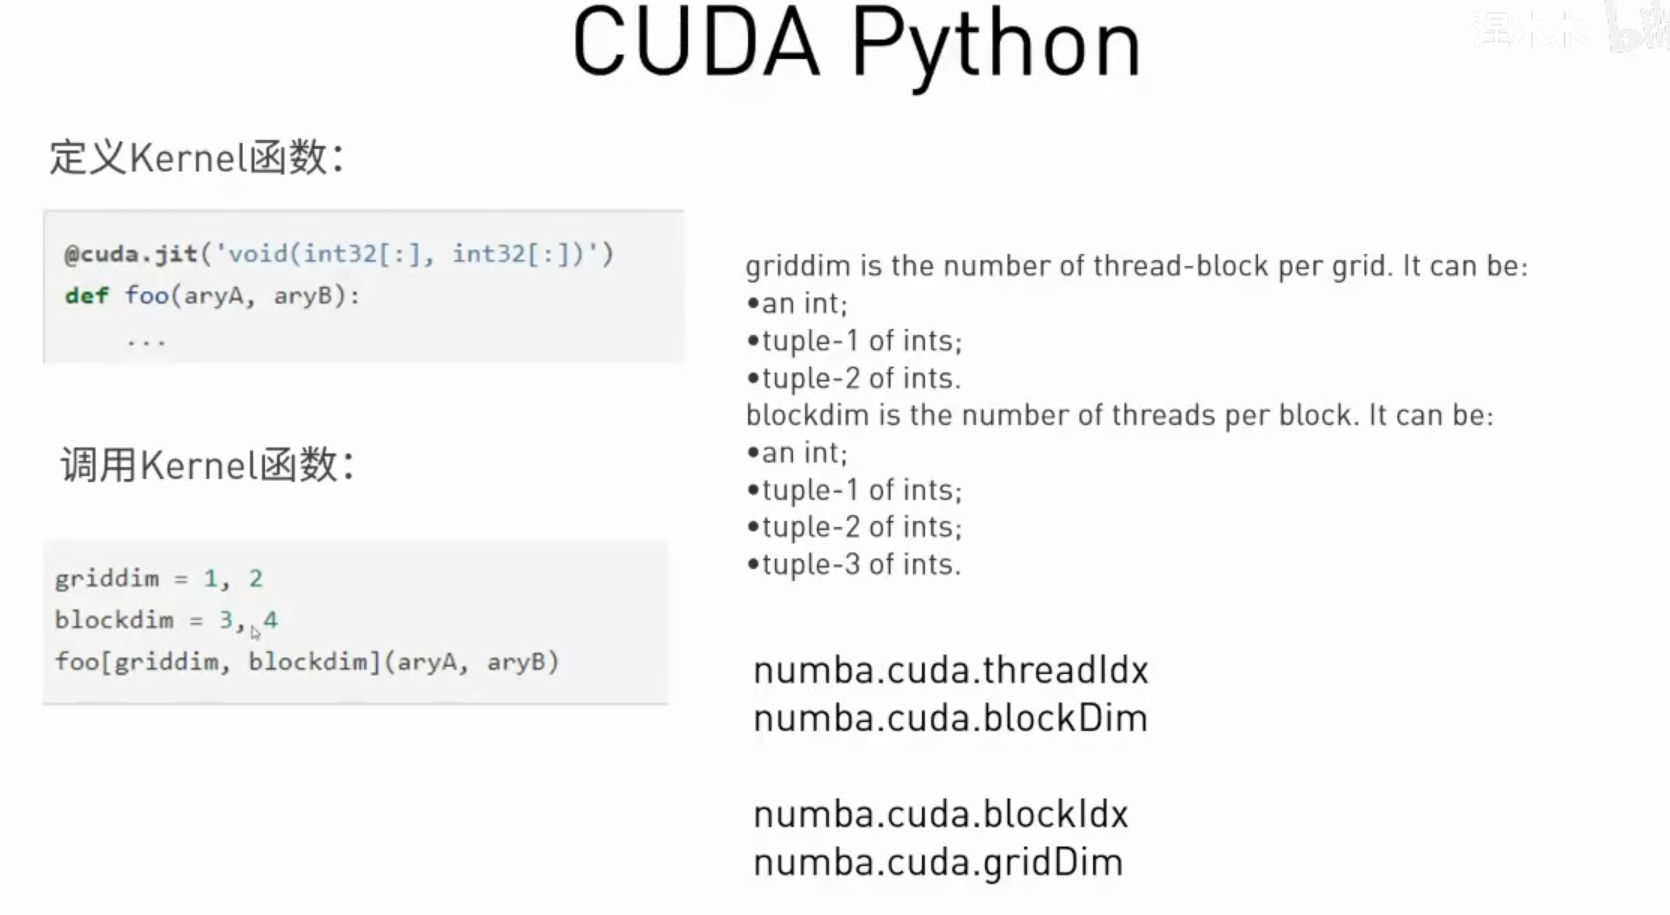 CUDA Python
涅木木
定义Kernel函数：
@cuda.jit('void(int32[:], int32[:])')
def foo(aryA, aryB):
...
调用Kernel函数：
griddim = 1, 2
blockdim = 3, 4
foo[griddim, blockdim](aryA, aryB)
griddim is the number of thread-block per grid. It can be:
•an int;
•tuple-1 of ints;
•tuple-2 of ints.
blockdim is the number of threads per block. It can be:
•an int;
•tuple-1 of ints;
•tuple-2 of ints;
•tuple-3 of ints.
numba.cuda.threadIdx
numba.cuda.blockDim
numba.cuda.blockIdx
numba.cuda.gridDim